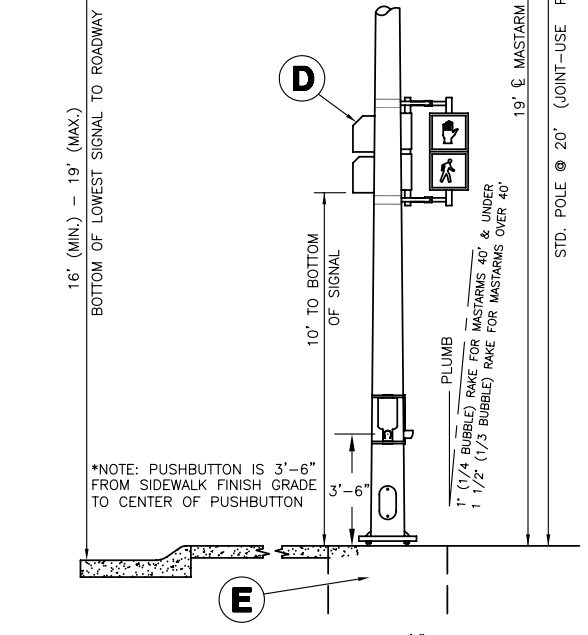 16' (MIN.) – 19' (MAX.)
BOTTOM OF LOWEST SIGNAL TO ROADWAY
D
19' ℄ MASTARM
STD. POLE @ 20' (JOINT-USE
10' TO BOTTOM
OF SIGNAL
PLUMB
1° (1/4 BUBBLE) RAKE FOR MASTARMS 40' & UNDER
1 1/2° (1/3 BUBBLE) RAKE FOR MASTARMS OVER 40'
*NOTE: PUSHBUTTON IS 3'-6"
FROM SIDEWALK FINISH GRADE
TO CENTER OF PUSHBUTTON
3'-6"
E